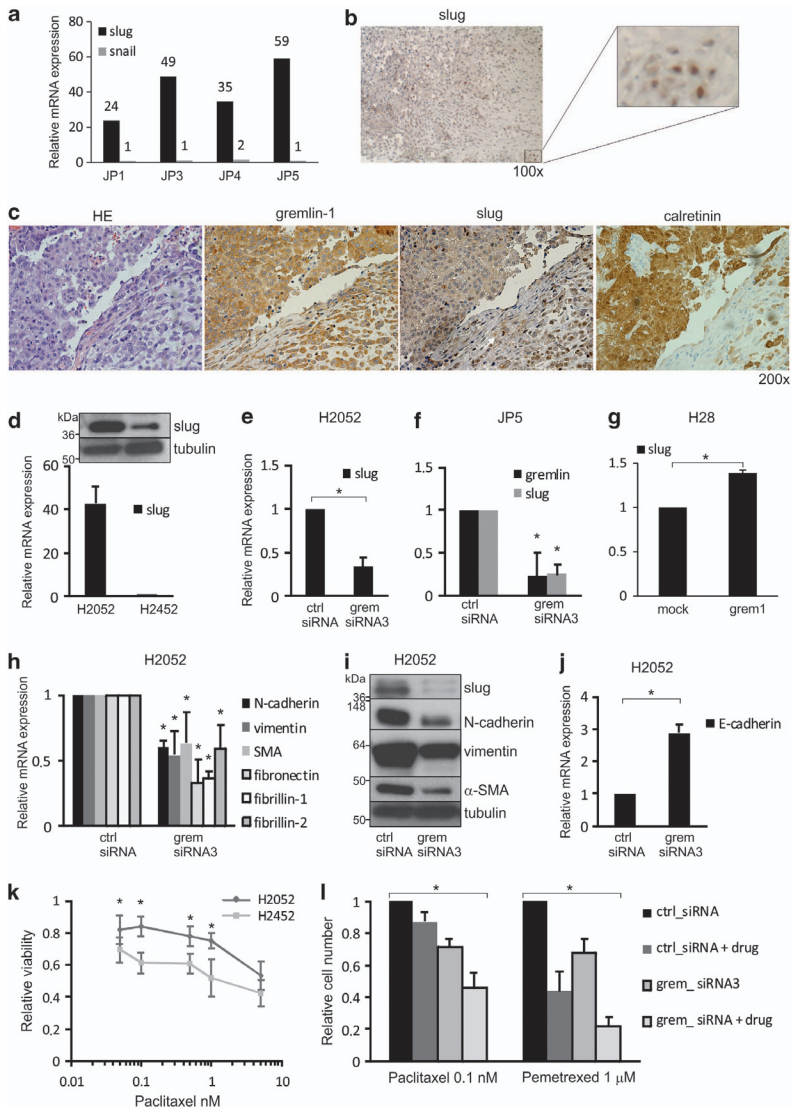 a
slug
snail
Relative mRNA expression
80
60
40
20
0
24
1
49
1
35
2
59
1
JP1 JP3 JP4 JP5
b
slug
100x
c
HE gremlin-1 slug calretinin
200x
d
kDa
36
50
slug
tubulin
Relative mRNA expression
60
40
20
0
slug
H2052 H2452
e
H2052
Relative mRNA expression
1.5
1
0.5
0
slug
*
ctrl siRNA
grem siRNA3
f
JP5
1.5
1
0.5
0
gremlin
slug
* *
ctrl siRNA
grem siRNA3
g
H28
slug
1.5
1
0.5
0
*
mock grem1
h
H2052
Relative mRNA expression
1
0.5
0
* * * * * *
N-cadherin
vimentin
SMA
fibronectin
fibrillin-1
fibrillin-2
ctrl siRNA
grem siRNA3
i
H2052
kDa
36
148
64
50
50
slug
N-cadherin
vimentin
α-SMA
tubulin
ctrl siRNA
grem siRNA3
j
H2052
Relative mRNA expression
4
3
2
1
0
*
E-cadherin
ctrl siRNA
grem siRNA3
k
Relative viability
1
0.8
0.6
0.4
0.2
0
* * * *
H2052
H2452
0.01 0.1 1 10
Paclitaxel nM
l
Relative cell number
1
0.8
0.6
0.4
0.2
0
* *
ctrl_siRNA
ctrl_siRNA + drug
grem_ siRNA3
grem_ siRNA + drug
Paclitaxel 0.1 nM Pemetrexed 1 μM